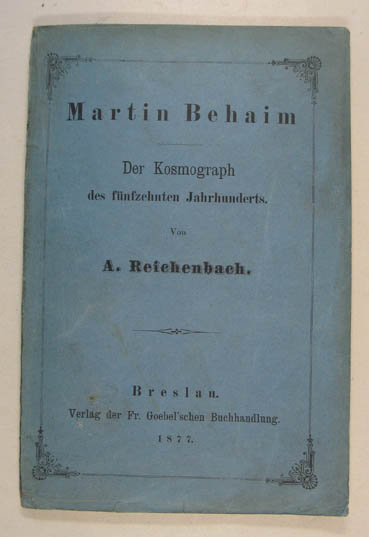 Martin Behaim
Der Kosmograph
des fünfzehnten Jahrhunderts.
Von
A. Reichenbach.
Breslau.
Verlag der Fr. Goebel'schen Buchhandlung.
1877.